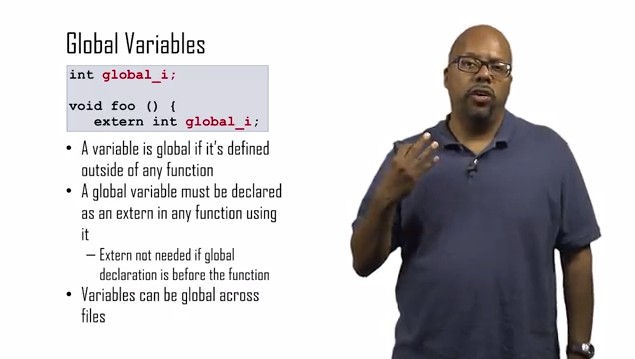 Global Variables
int global_i;
void foo () {
extern int global_i;
• A variable is global if it's defined
outside of any function
• A global variable must be declared
as an extern in any function using
it
– Extern not needed if global
declaration is before the function
• Variables can be global across
files